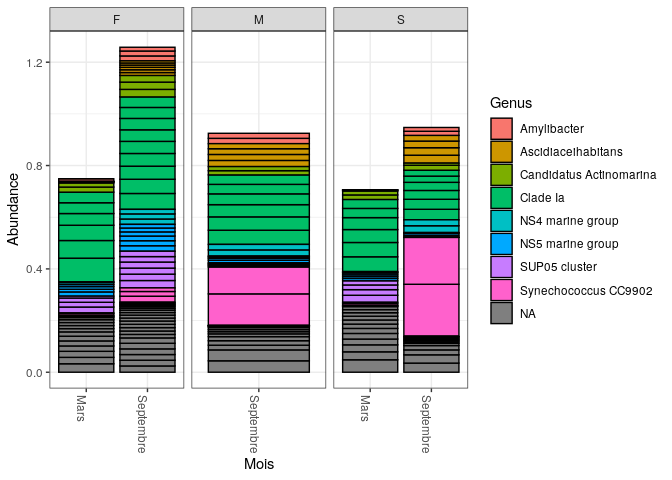 F
M
S
1.2
0.8
0.4
0.0
Abundance
Mars
Septembre
Septembre
Mars
Septembre
Mois
Genus
Amylibacter
Ascidiaceihabitans
Candidatus Actinomarina
Clade Ia
NS4 marine group
NS5 marine group
SUP05 cluster
Synechococcus CC9902
NA